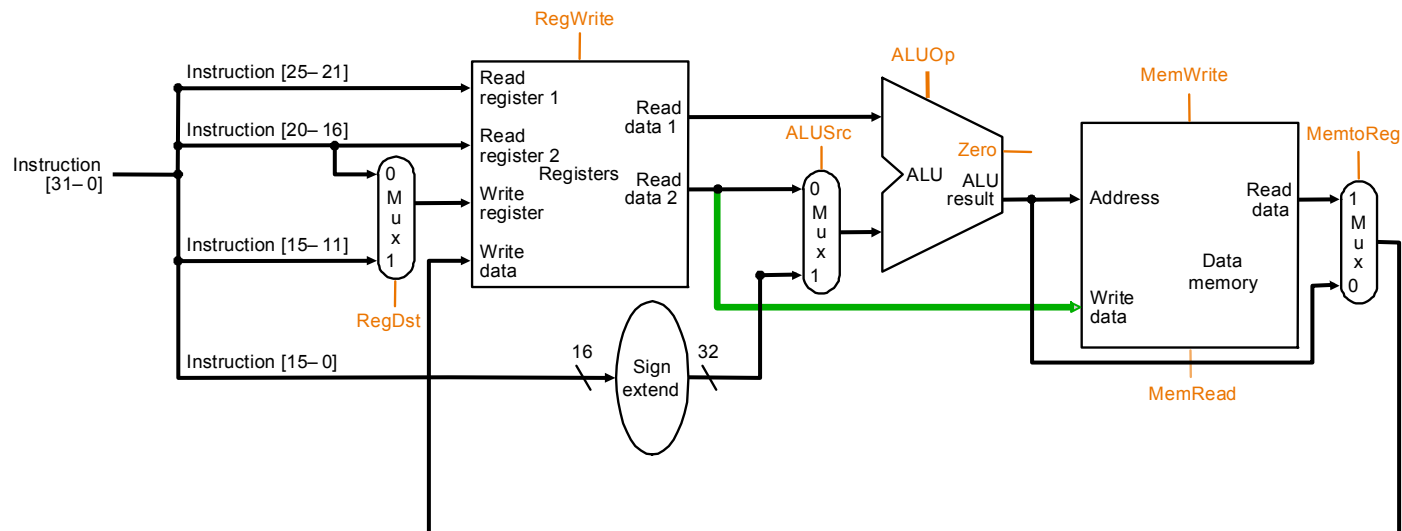 RegWrite
Instruction [25–21]
Read
register 1
Read
data 1
ALUOp
MemWrite
Instruction [20–16]
Read
register 2
ALUSrc
Zero
MemtoReg
Instruction
[31–0]
0
M
u
x
1
Registers
Write
register
Read
data 2
0
M
u
x
1
ALU
ALU
result
Address
Read
data
1
M
u
x
0
Instruction [15–11]
Write
data
Data
memory
Write
data
RegDst
Instruction [15–0]
16
Sign
extend
32
MemRead